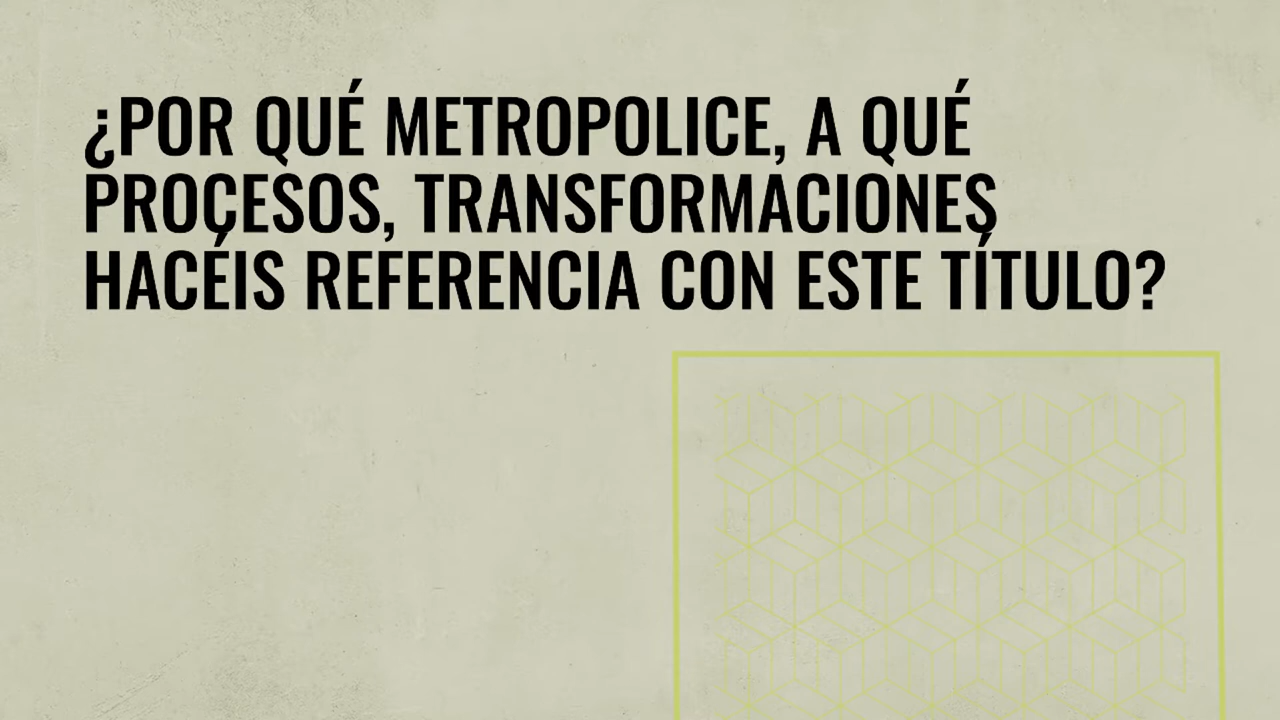 ¿POR QUÉ METROPOLICE, A QUÉ
PROCESOS, TRANSFORMACIONES
HACÉIS REFERENCIA CON ESTE TÍTULO?